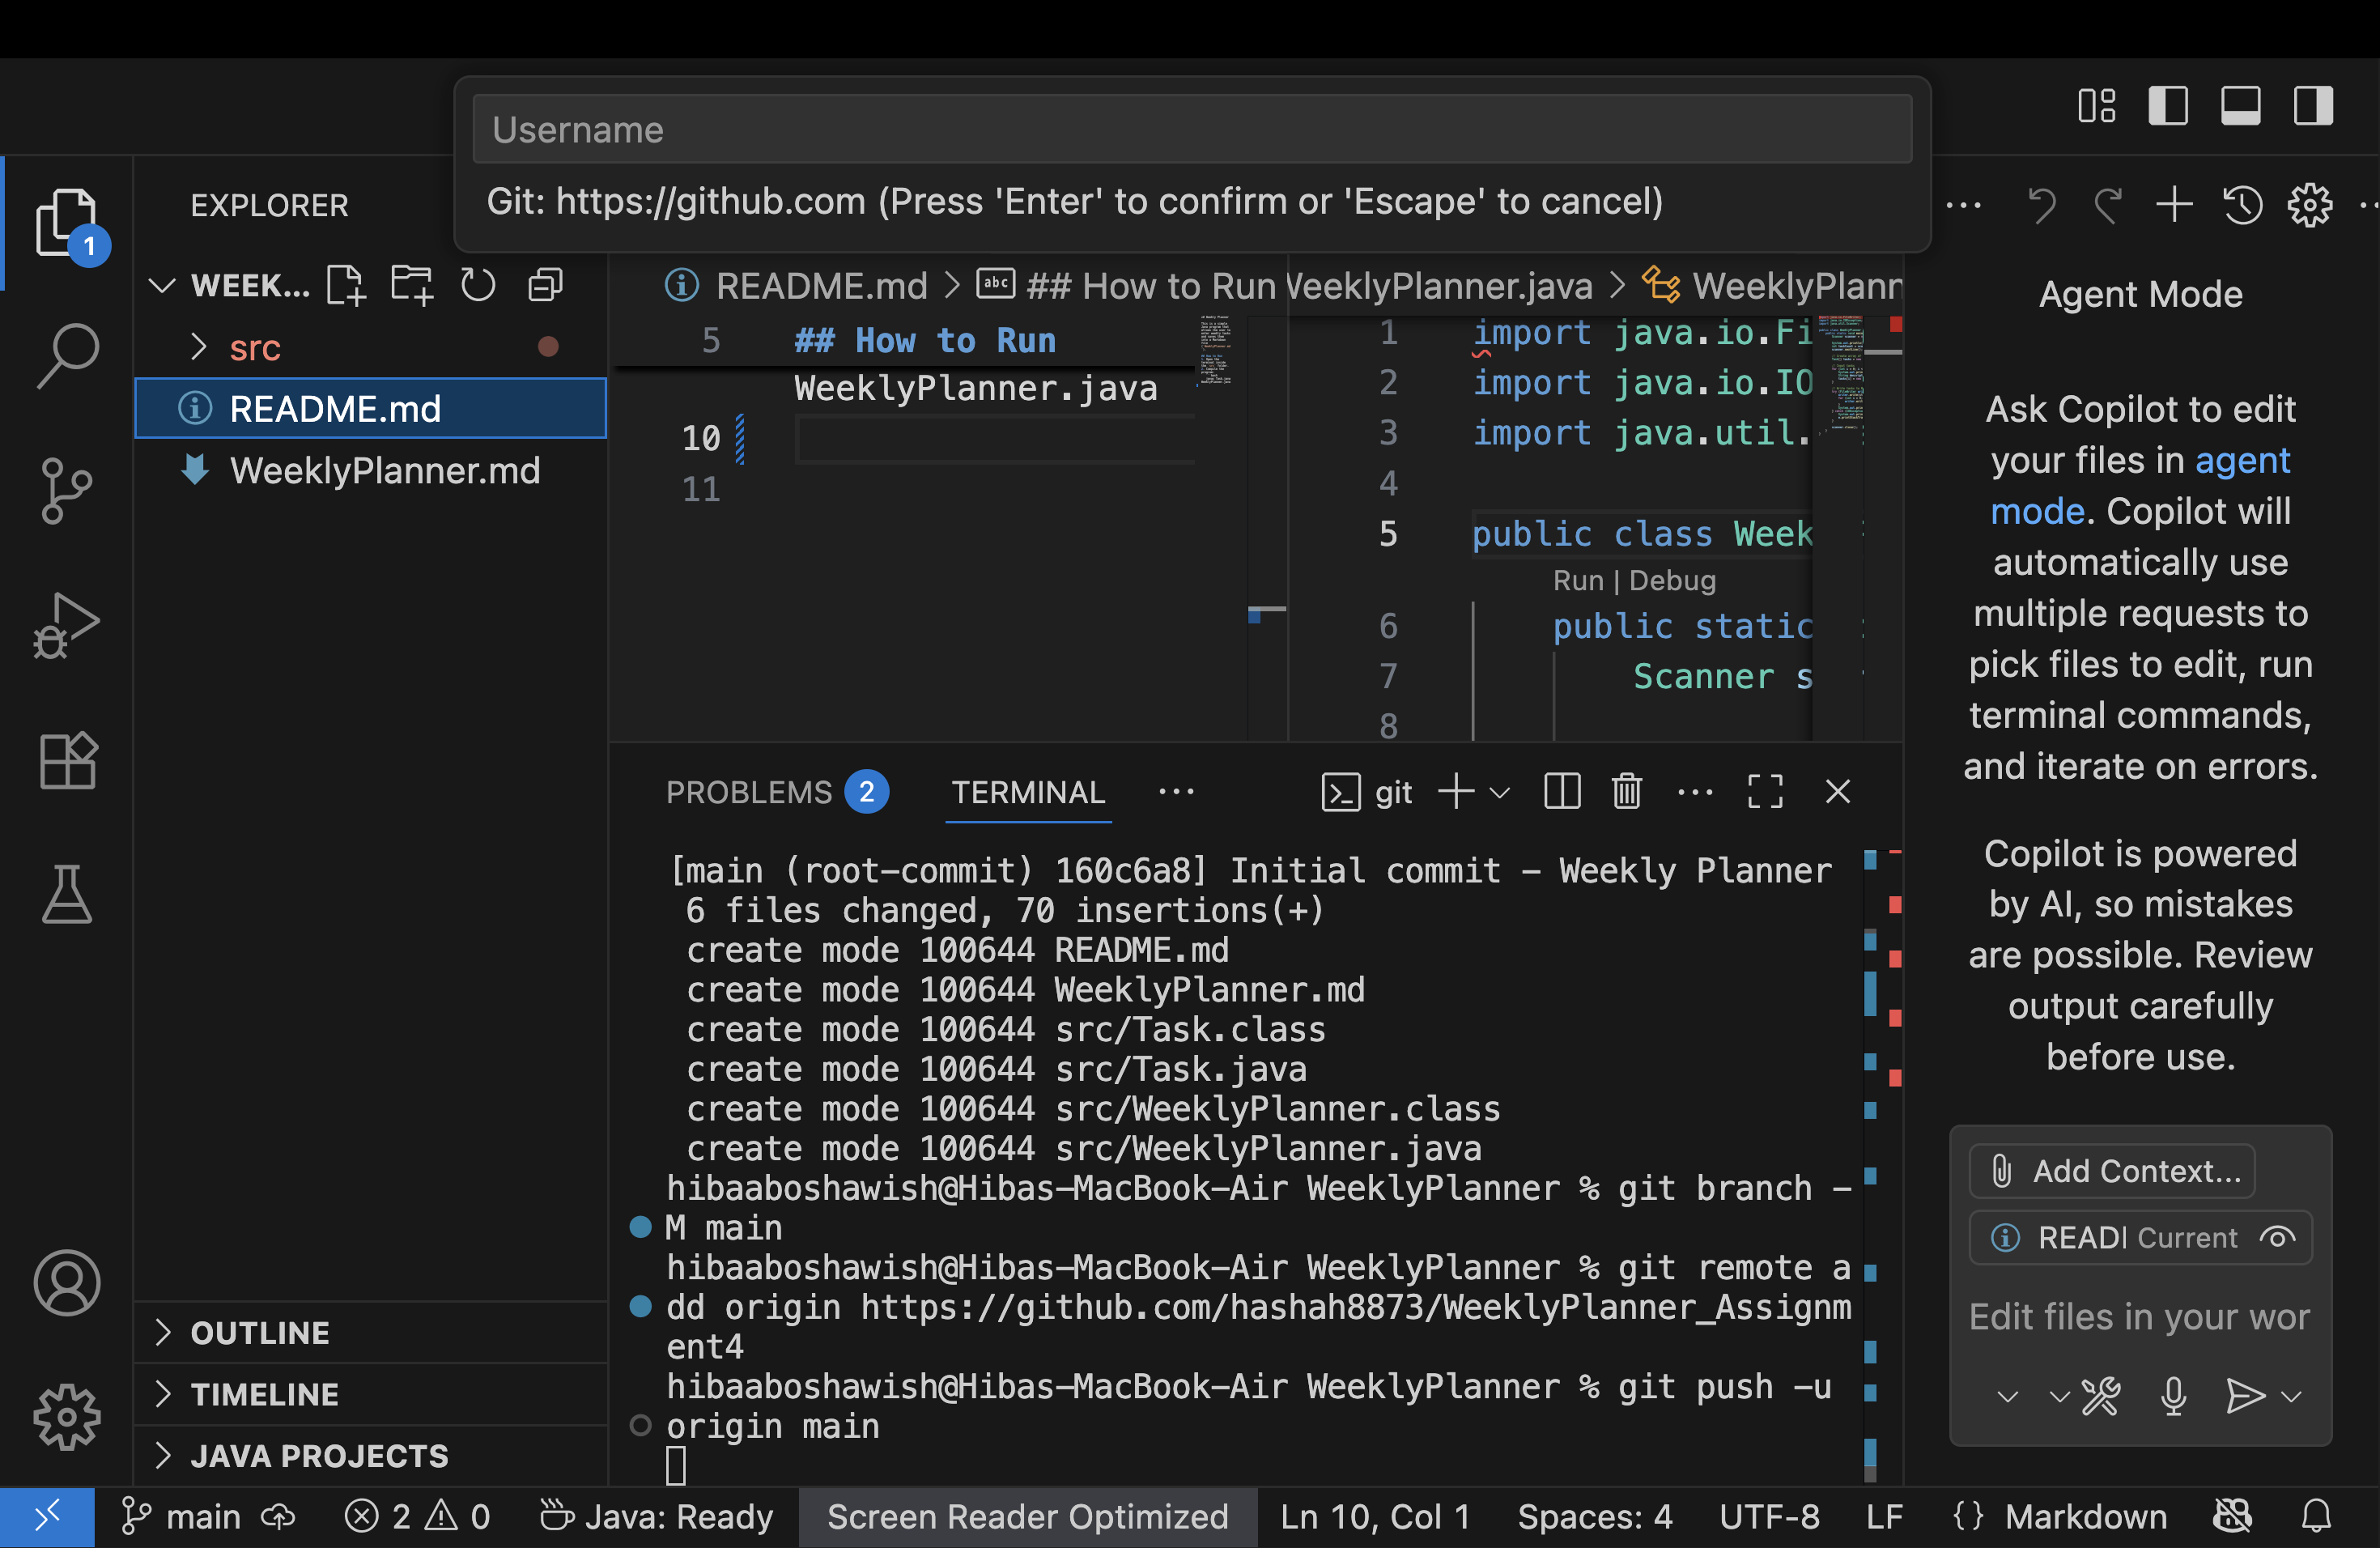 Username
Git: https://github.com (Press 'Enter' to confirm or 'Escape' to cancel)
1
EXPLORER
WEEK...
src
README.md
WeeklyPlanner.md
OUTLINE
TIMELINE
JAVA PROJECTS
README.md > abc ## How to Run
5 ## How to Run
WeeklyPlanner.java
10
11
WeeklyPlanner.java > WeeklyPlann
1 import java.io.Fi
2 import java.io.IO
3 import java.util.
4
5 public class Week
Run | Debug
6 public static
7 Scanner s
8
PROBLEMS 2 TERMINAL ... git
[main (root-commit) 160c6a8] Initial commit - Weekly Planner
6 files changed, 70 insertions(+)
create mode 100644 README.md
create mode 100644 WeeklyPlanner.md
create mode 100644 src/Task.class
create mode 100644 src/Task.java
create mode 100644 src/WeeklyPlanner.class
create mode 100644 src/WeeklyPlanner.java
hibaaboshawish@Hibas-MacBook-Air WeeklyPlanner % git branch -
M main
hibaaboshawish@Hibas-MacBook-Air WeeklyPlanner % git remote a
dd origin https://github.com/hashah8873/WeeklyPlanner_Assignm
ent4
hibaaboshawish@Hibas-MacBook-Air WeeklyPlanner % git push -u
origin main
Agent Mode
Ask Copilot to edit
your files in agent
mode. Copilot will
automatically use
multiple requests to
pick files to edit, run
terminal commands,
and iterate on errors.
Copilot is powered
by AI, so mistakes
are possible. Review
output carefully
before use.
Add Context...
READ Current
Edit files in your wor
main 2 0 Java: Ready Screen Reader Optimized Ln 10, Col 1 Spaces: 4 UTF-8 LF {} Markdown